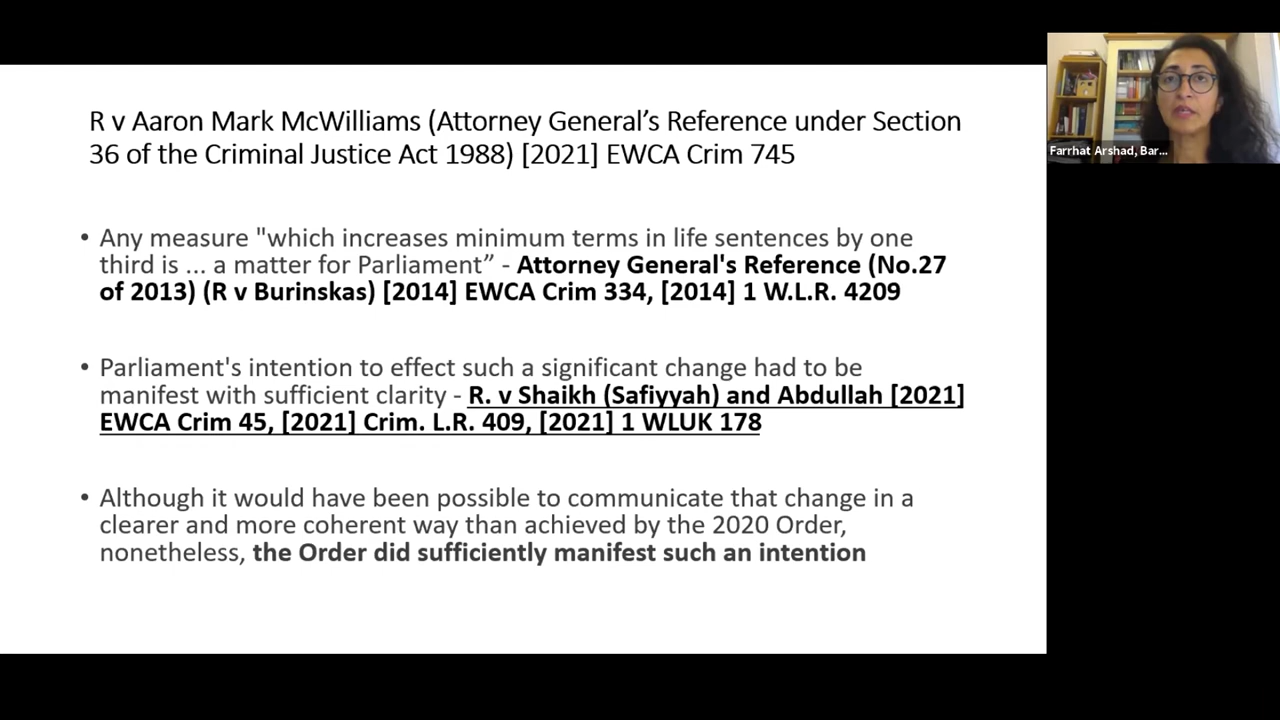 R v Aaron Mark McWilliams (Attorney General’s Reference under Section
36 of the Criminal Justice Act 1988) [2021] EWCA Crim 745
• Any measure "which increases minimum terms in life sentences by one
third is ... a matter for Parliament” - Attorney General's Reference (No.27
of 2013) (R v Burinskas) [2014] EWCA Crim 334, [2014] 1 W.L.R. 4209
• Parliament's intention to effect such a significant change had to be
manifest with sufficient clarity - R. v Shaikh (Safiyyah) and Abdullah [2021]
EWCA Crim 45, [2021] Crim. L.R. 409, [2021] 1 WLUK 178
• Although it would have been possible to communicate that change in a
clearer and more coherent way than achieved by the 2020 Order,
nonetheless, the Order did sufficiently manifest such an intention
Farrhat Arshad, Bar...